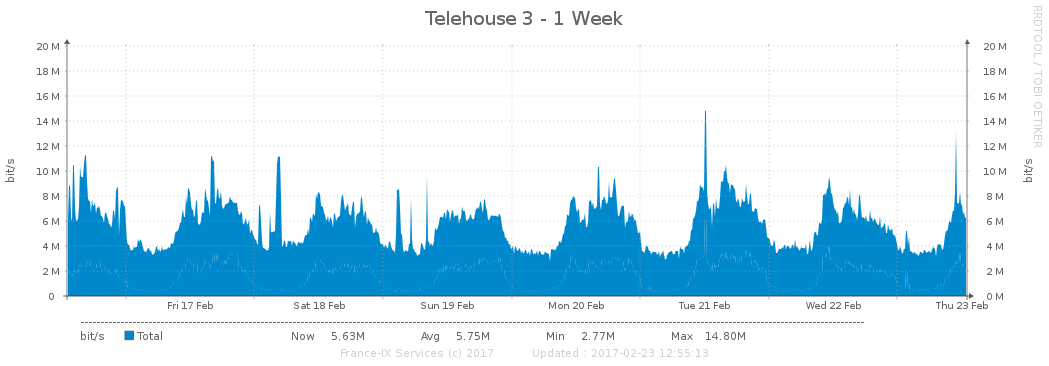 Telehouse 3 - 1 Week
RRDTOOL / TOBI OETIKER
20 M 20 M
18 M 18 M
16 M 16 M
14 M 14 M
12 M 12 M
10 M 10 M
8 M 8 M
6 M 6 M
4 M 4 M
2 M 2 M
0 0 M
bit/s
bit/s
Fri 17 Feb Sat 18 Feb Sun 19 Feb Mon 20 Feb Tue 21 Feb Wed 22 Feb Thu 23 Feb
bit/s Total Now 5.63M Avg 5.75M Min 2.77M Max 14.80M
France-IX Services (c) 2017 Updated : 2017-02-23 12:55:13